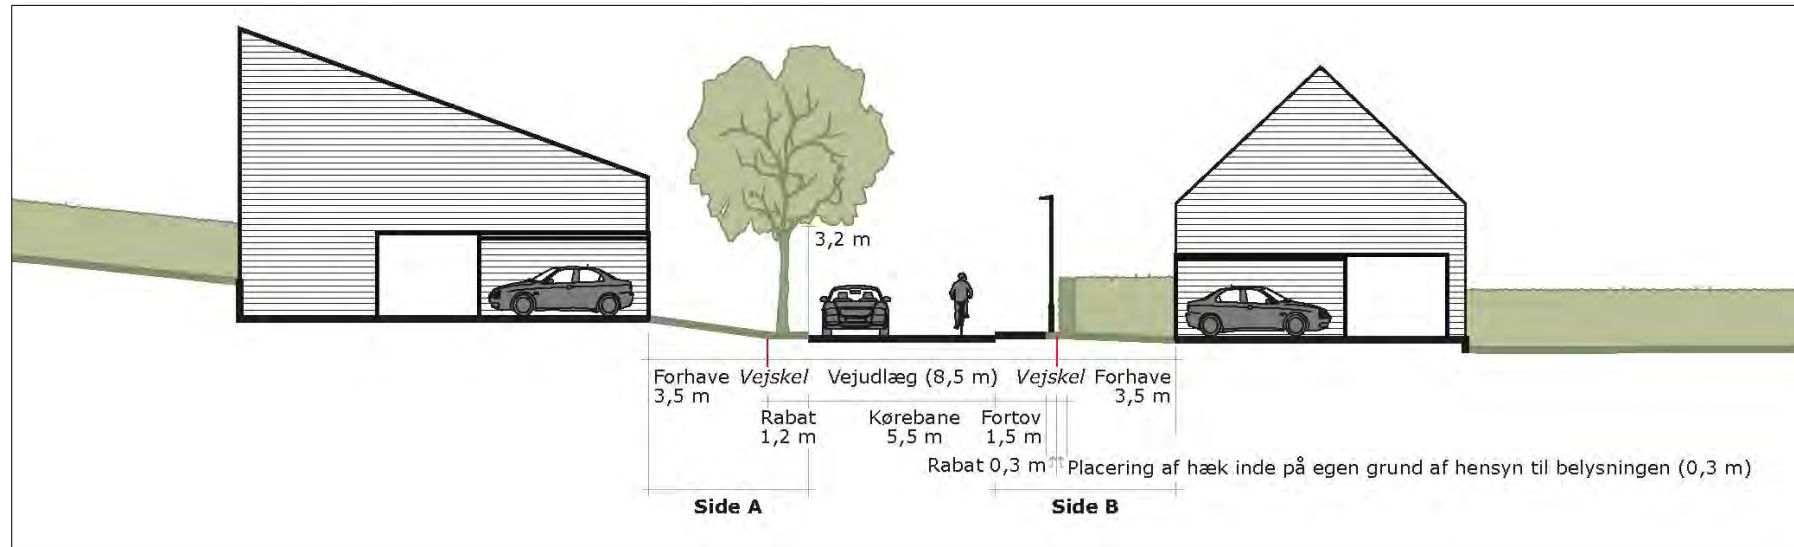 3,2 m
Forhave Vejskel Vejudlæg (8,5 m) Vejskel Forhave
3,5 m 3,5 m
Rabat Kørebane Fortov
1,2 m 5,5 m 1,5 m
Rabat 0,3 m Placering af hæk inde på egen grund af hensyn til belysningen (0,3 m)
Side A Side B